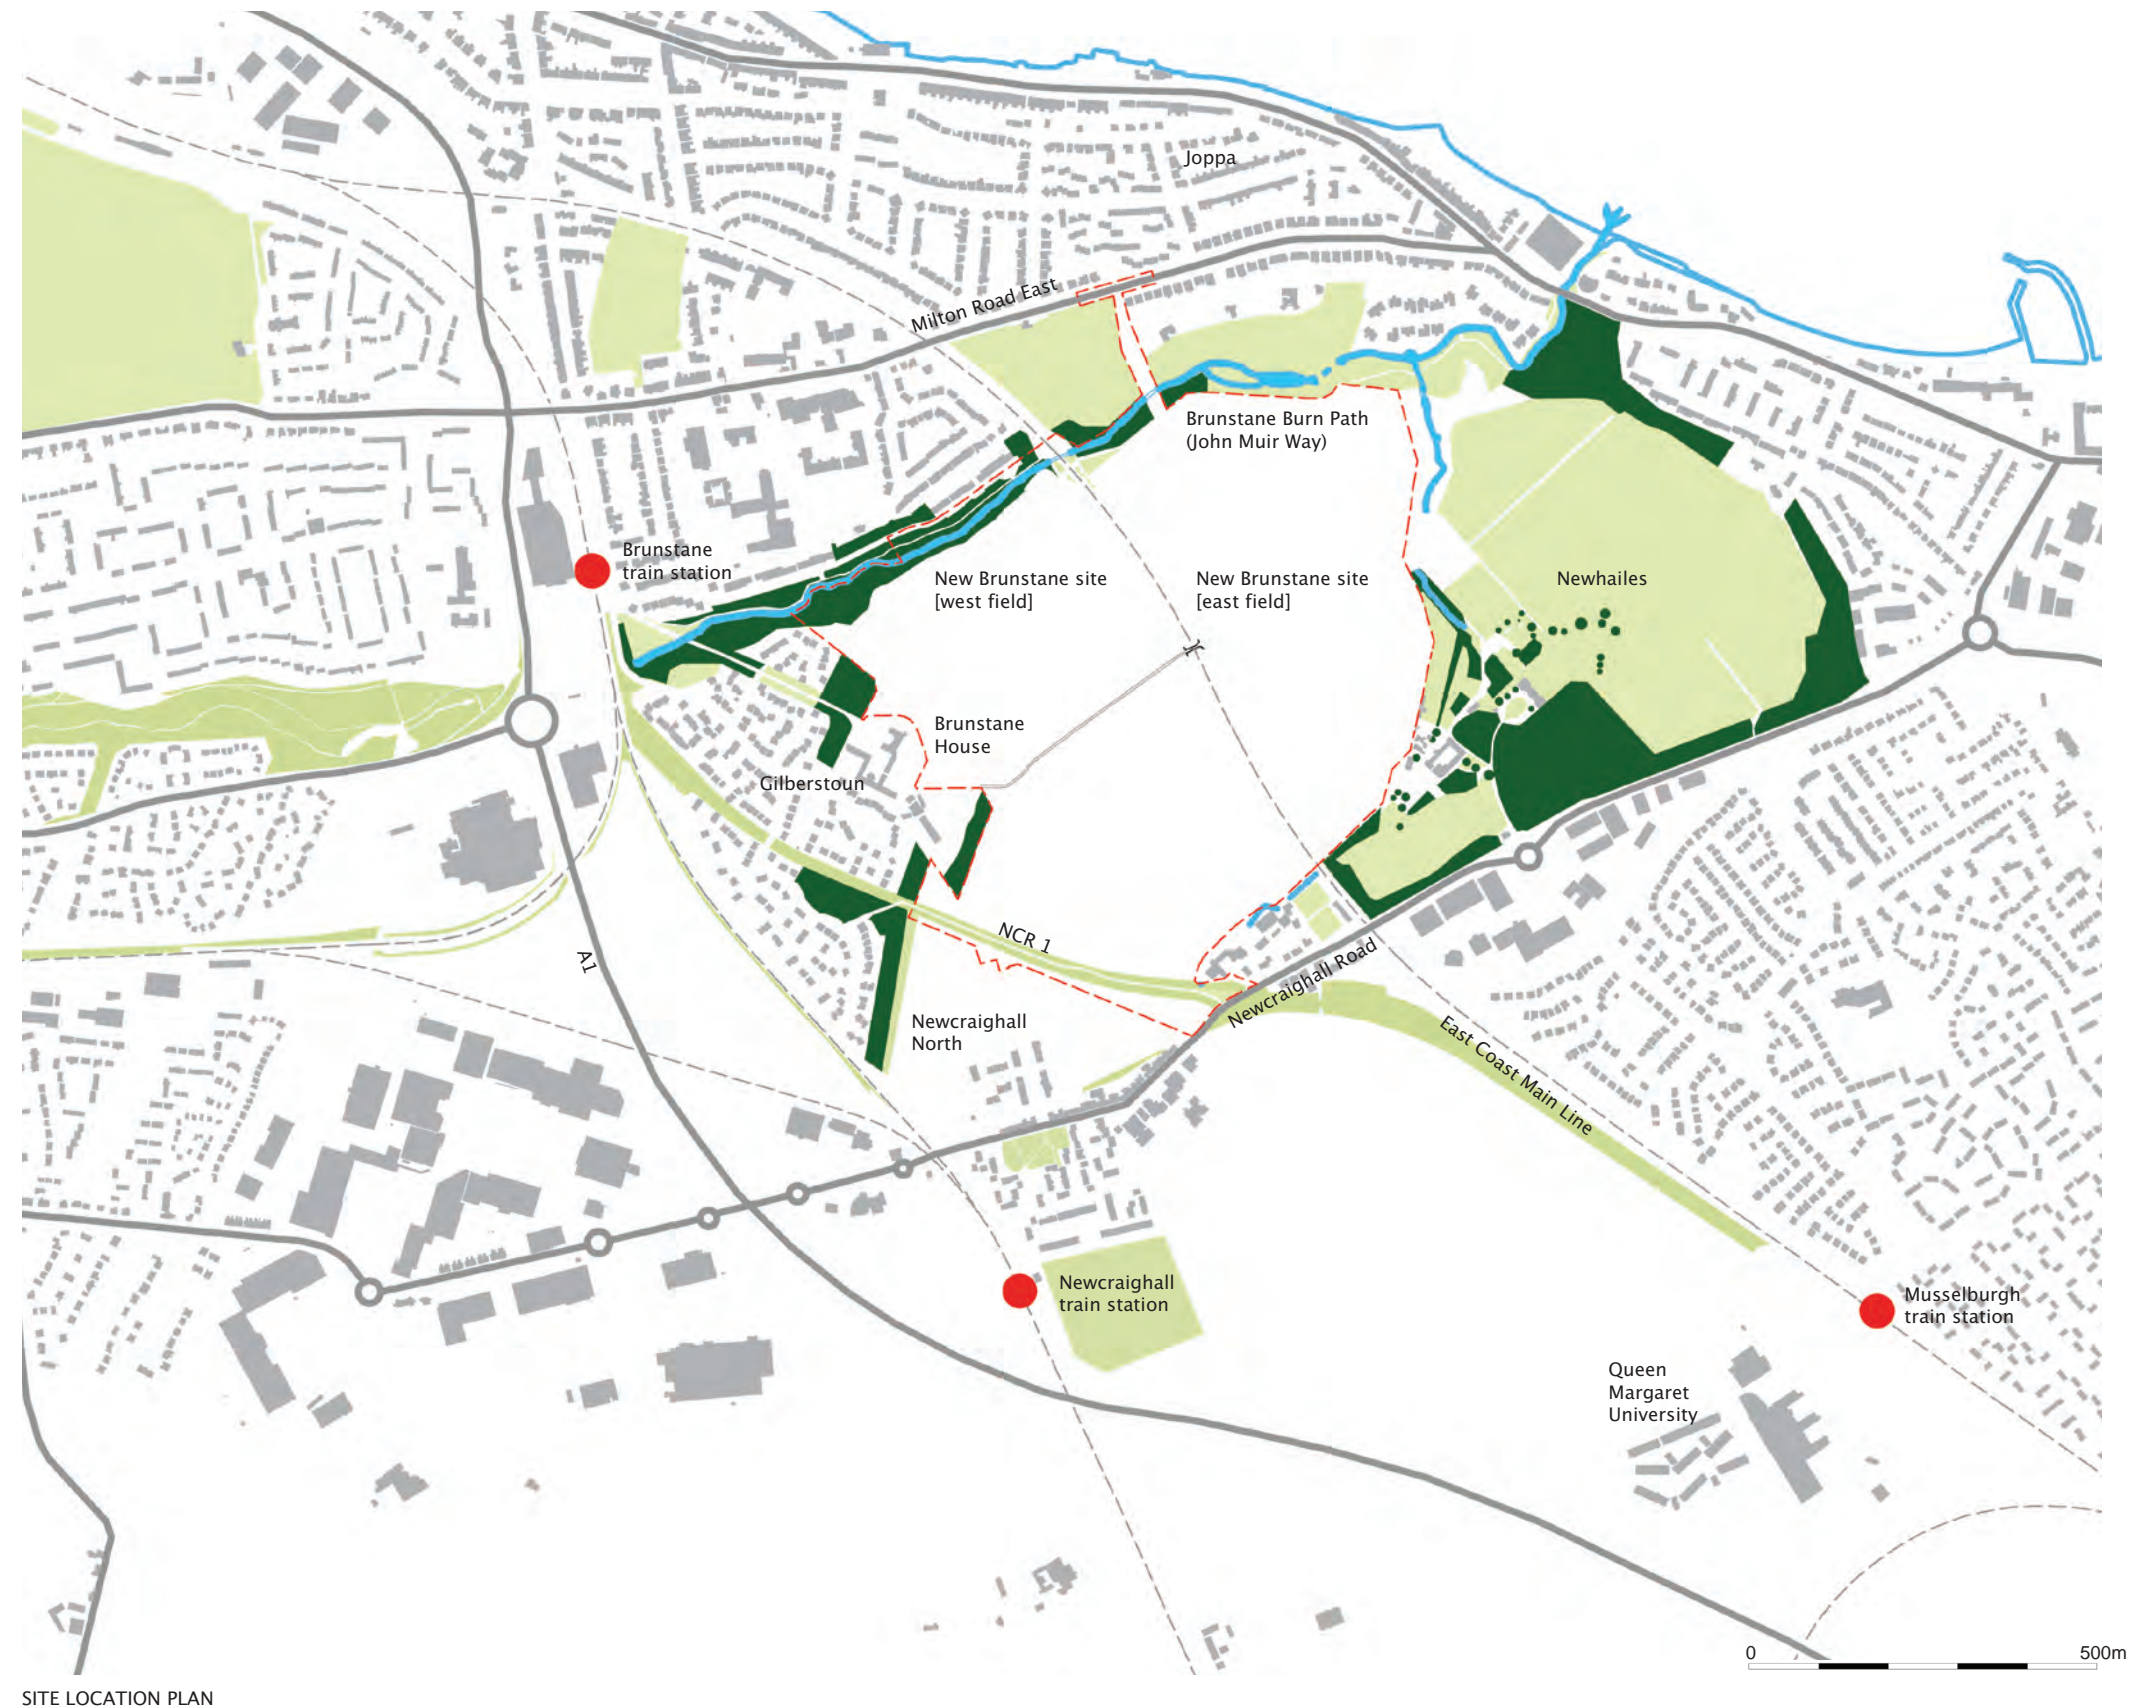 Joppa
Milton Road East
Brunstane Burn Path
(John Muir Way)
Brunstane
train station
New Brunstane site
[west field]
New Brunstane site
[east field]
Newhailes
Brunstane
House
Gilberstoun
NCR 1
A1
Newcraighall Road
Newcraighall
North
East Coast Main Line
Newcraighall
train station
Musselburgh
train station
Queen
Margaret
University
0 500m
SITE LOCATION PLAN